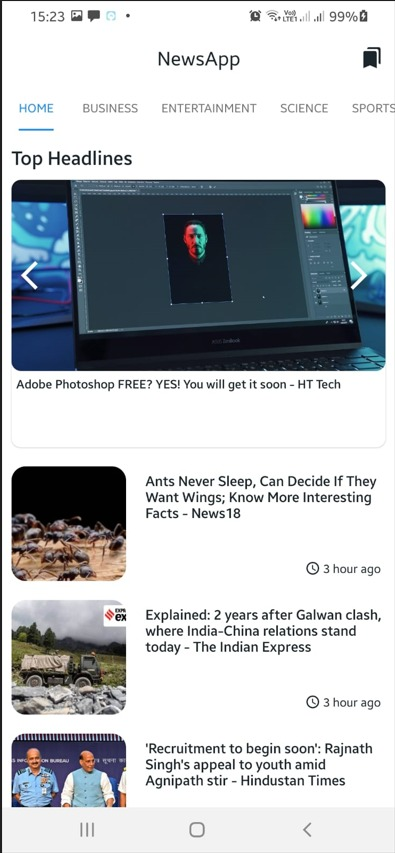 15:23
Vo)) LTE1 99%
NewsApp
HOME BUSINESS ENTERTAINMENT SCIENCE SPORTS
Top Headlines
Adobe Photoshop FREE? YES! You will get it soon - HT Tech
Ants Never Sleep, Can Decide If They
Want Wings; Know More Interesting
Facts - News18
3 hour ago
Explained: 2 years after Galwan clash,
where India-China relations stand
today - The Indian Express
3 hour ago
'Recruitment to begin soon': Rajnath
Singh's appeal to youth amid
Agnipath stir - Hindustan Times